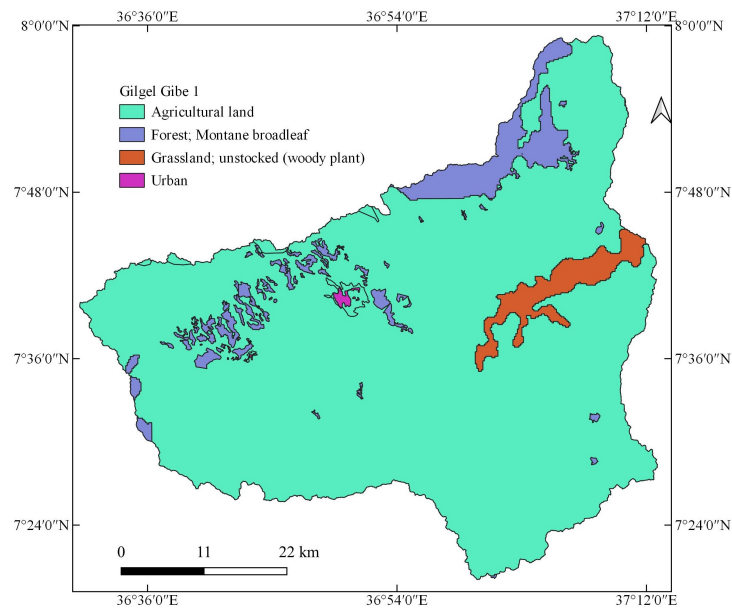 36°36′0″E 36°54′0″E 37°12′0″E
8°0′0″N 8°0′0″N
Gilgel Gibe 1
Agricultural land
Forest; Montane broadleaf
Grassland; unstocked (woody plant)
Urban
7°48′0″N 7°48′0″N
7°36′0″N 7°36′0″N
7°24′0″N 7°24′0″N
0 11 22 km
36°36′0″E 36°54′0″E 37°12′0″E